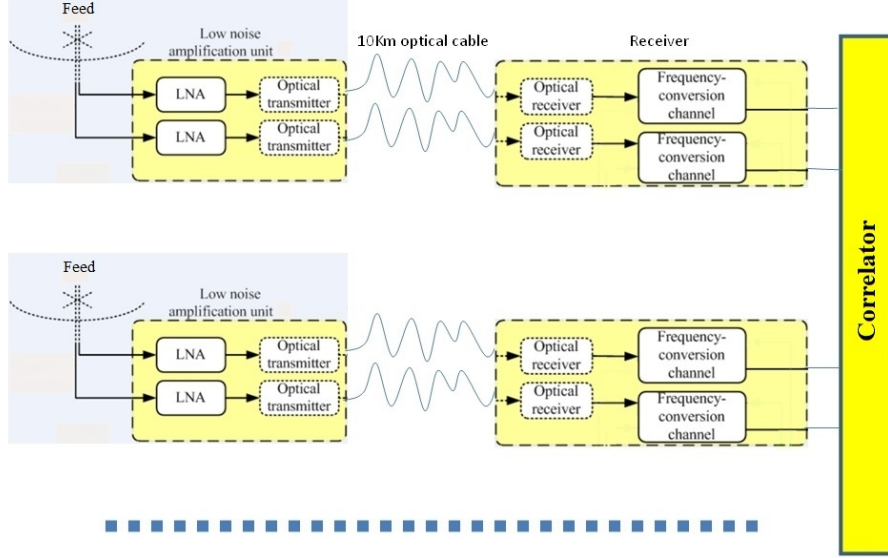 Feed
Low noise
amplification unit
10Km optical cable
Receiver
LNA
Optical
transmitter
Optical
receiver
Frequency-
conversion
channel
LNA
Optical
transmitter
Optical
receiver
Frequency-
conversion
channel
Correlator
Feed
Low noise
amplification unit
LNA
Optical
transmitter
Optical
receiver
Frequency-
conversion
channel
LNA
Optical
transmitter
Optical
receiver
Frequency-
conversion
channel